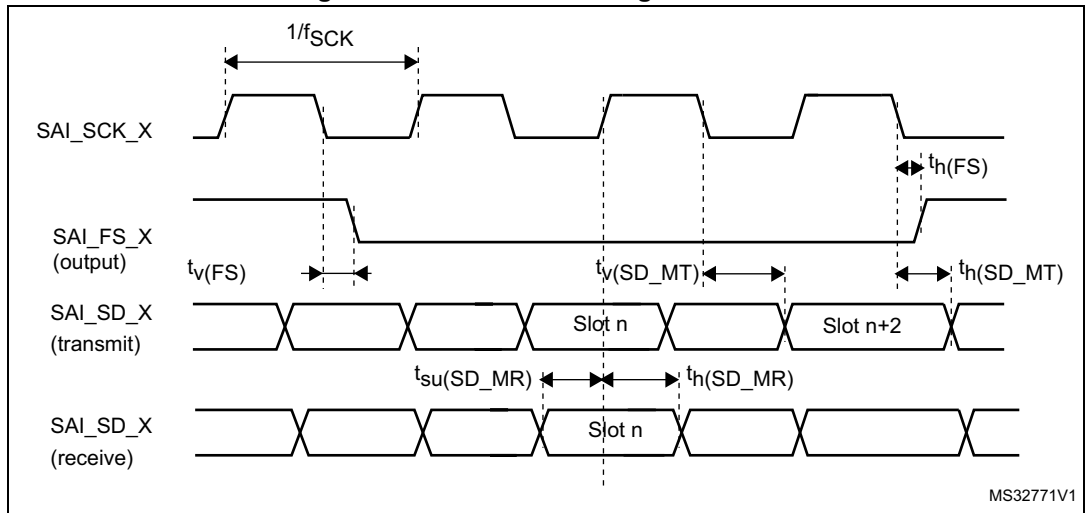 1/fSCK
SAI_SCK_X
th(FS)
SAI_FS_X
(output)
tv(FS)
tv(SD_MT)
th(SD_MT)
SAI_SD_X
(transmit)
Slot n
Slot n+2
tsu(SD_MR)
th(SD_MR)
SAI_SD_X
(receive)
Slot n
MS32771V1